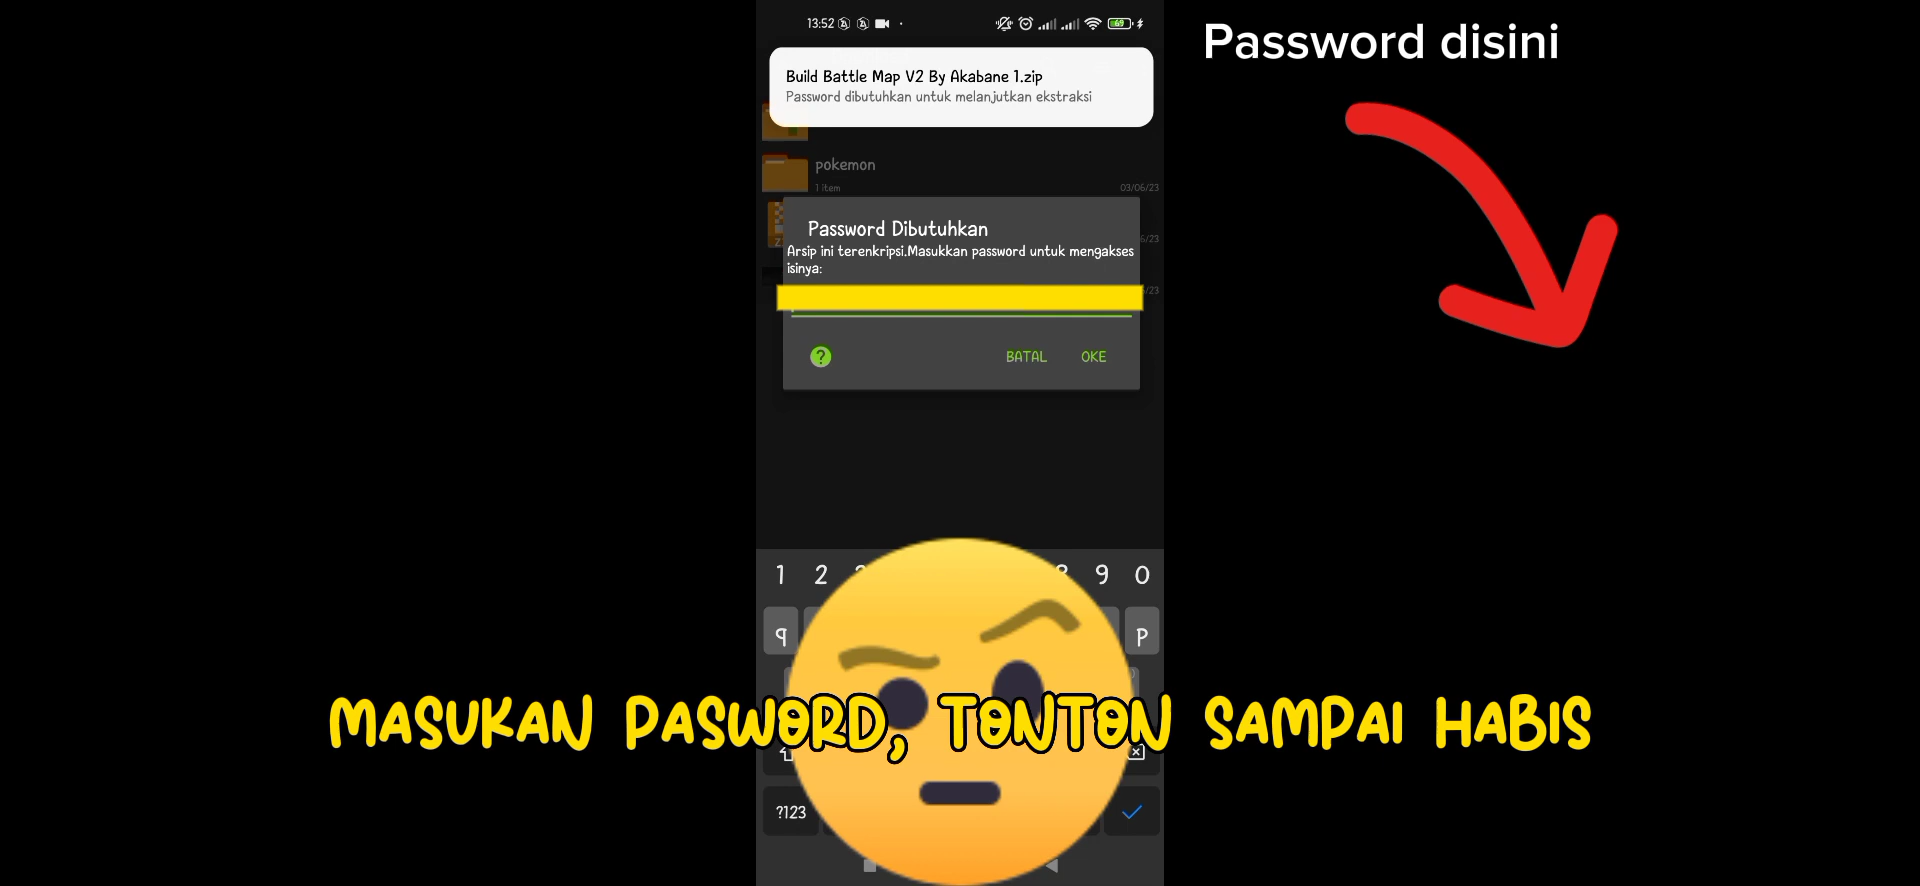 13:52
69
Password disini
Build Battle Map V2 By Akabane 1.zip
Password dibutuhkan untuk melanjutkan ekstraksi
pokemon
1 item
03/06/23
Password Dibutuhkan
Arsip ini terenkripsi.Masukkan password untuk mengakses
isinya:
BATAL OKE
1 2 9 0
q p
MASUKAN PASWORD, TONTON SAMPAI HABIS
?123